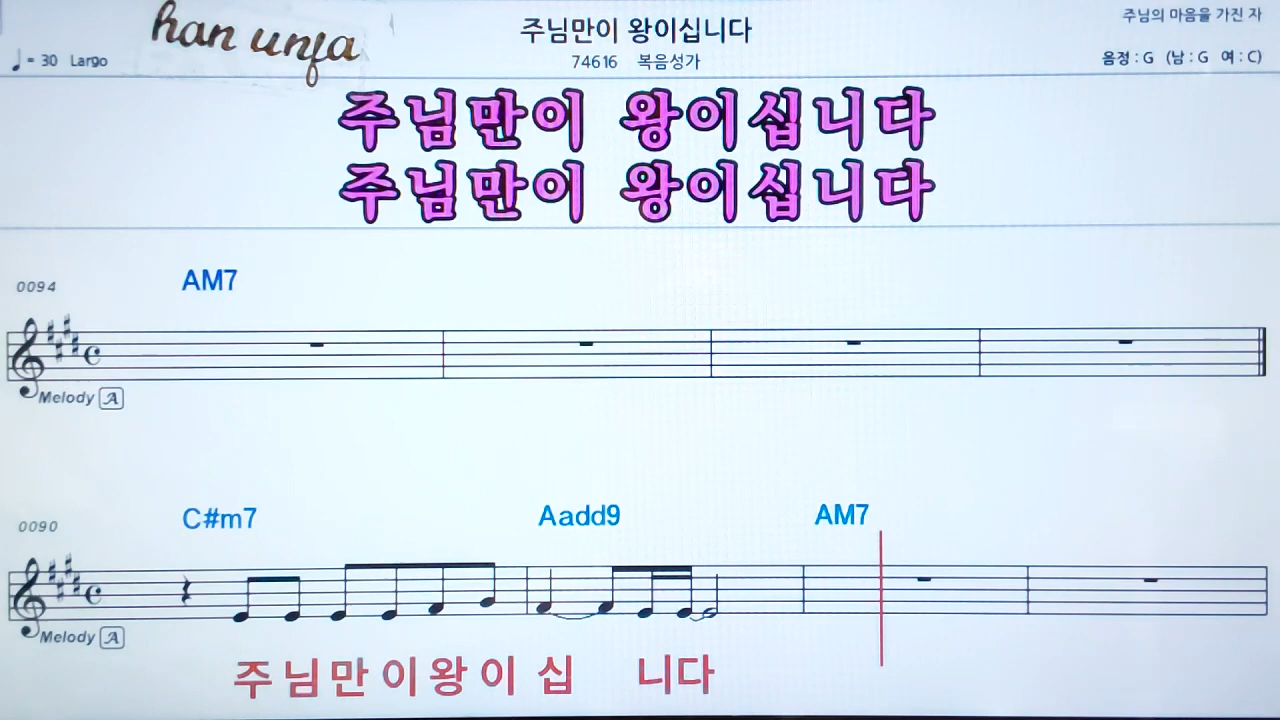 han unfa
주님만이 왕이십니다
주님의 마음을 가진 자
♩= 30 Largo
74616 복음성가
음정 : G (남 : G 여 : C)
주님만이 왕이십니다
주님만이 왕이십니다
0094
AM7
Melody A
0090
C#m7 Aadd9 AM7
Melody A
주 님 만 이 왕 이 십 니다